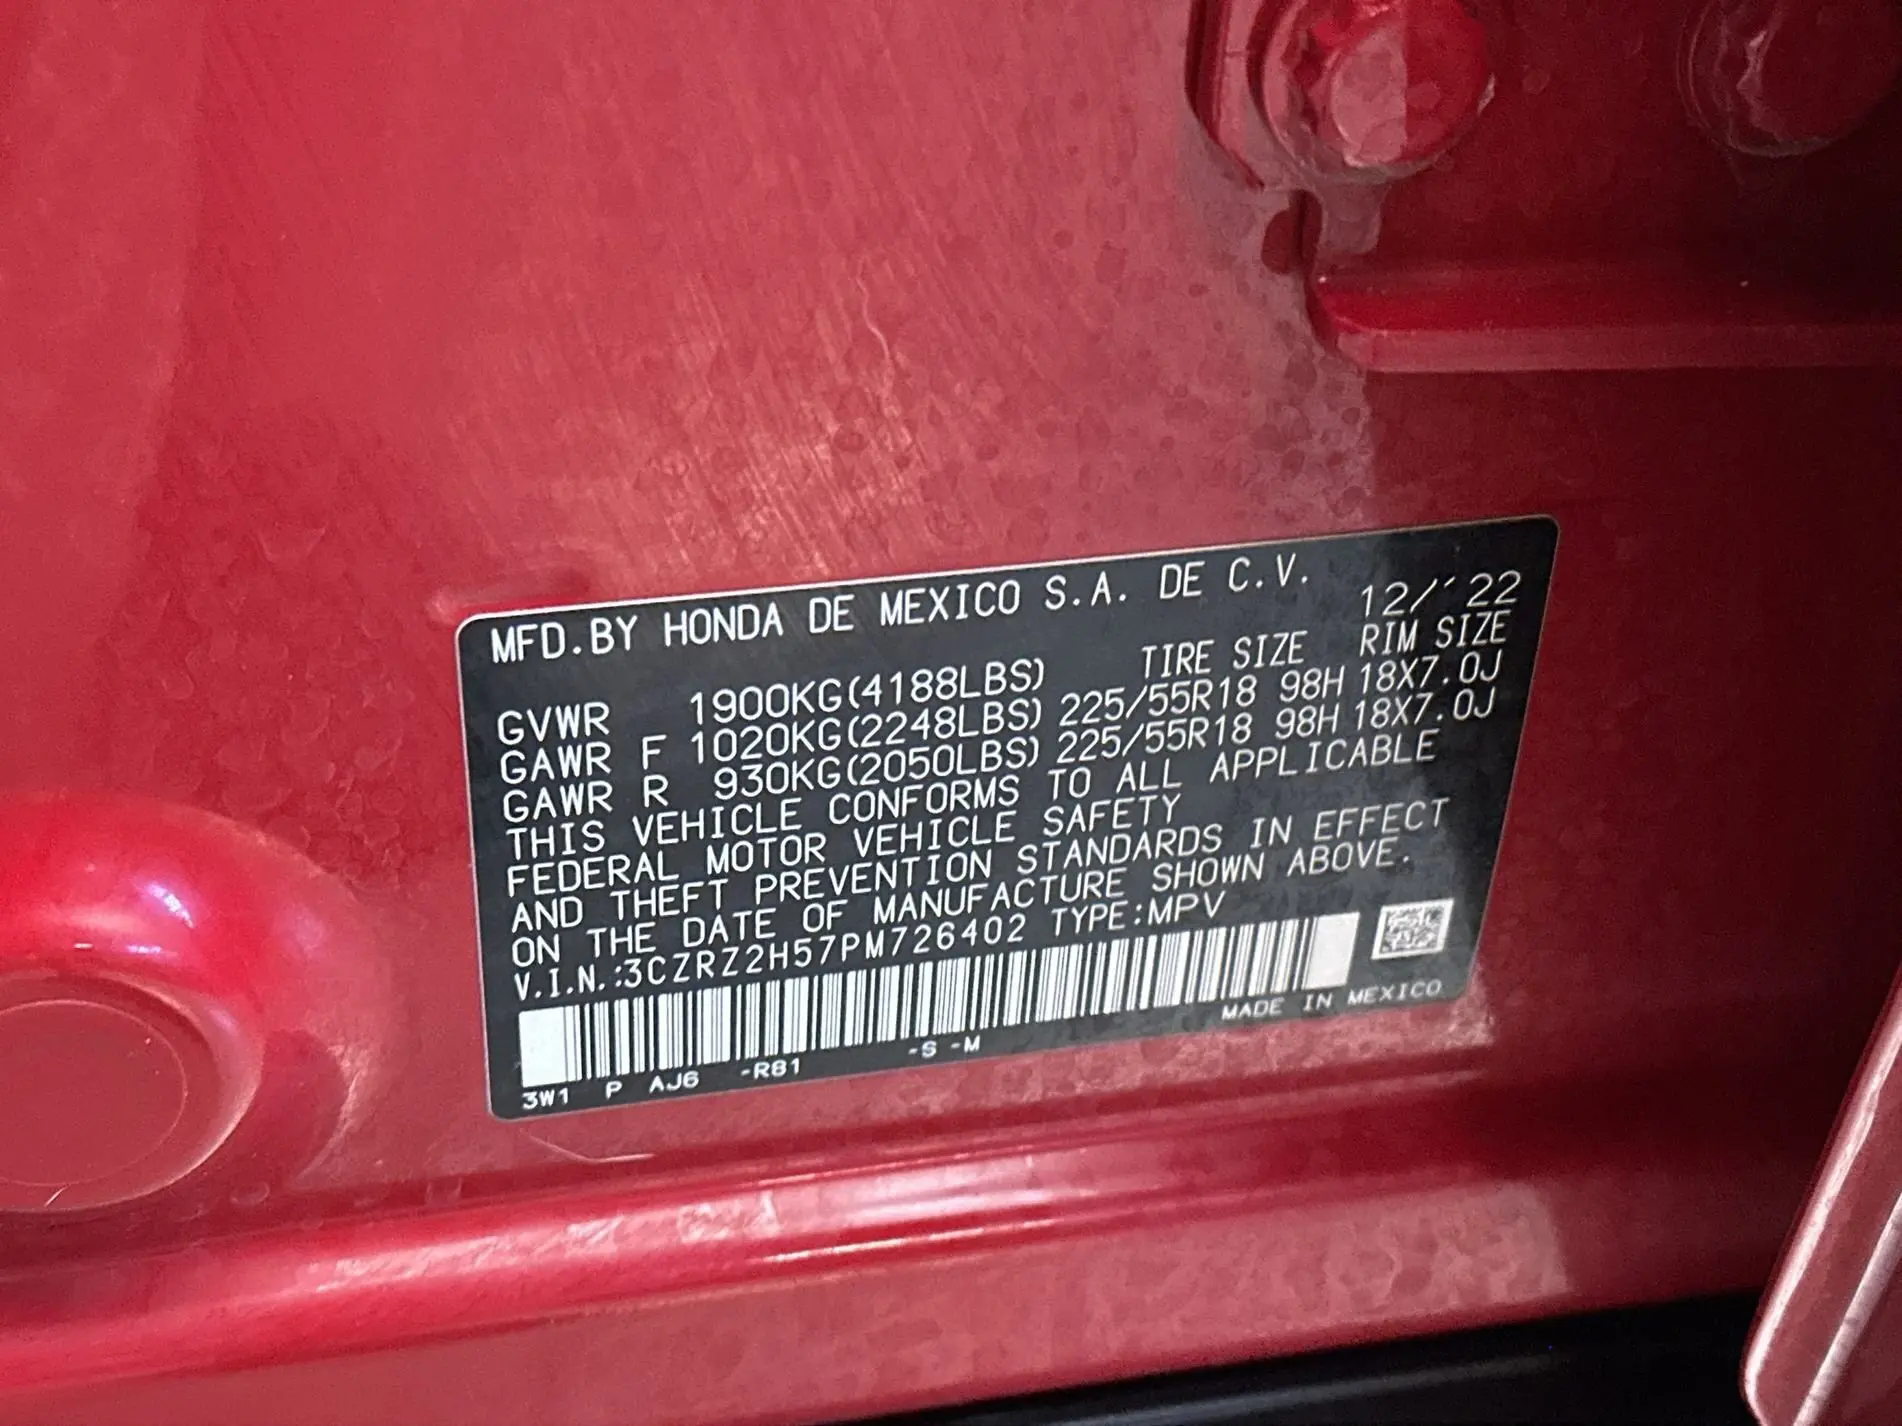 MFD.BY HONDA DE MEXICO S.A. DE C.V.
12/´22
TIRE SIZE RIM SIZE
GVWR 1900KG(4188LBS)
GAWR F 1020KG(2248LBS) 225/55R18 98H 18X7.0J
GAWR R 930KG(2050LBS) 225/55R18 98H 18X7.0J
THIS VEHICLE CONFORMS TO ALL APPLICABLE
FEDERAL MOTOR VEHICLE SAFETY
AND THEFT PREVENTION STANDARDS IN EFFECT
ON THE DATE OF MANUFACTURE SHOWN ABOVE.
V.I.N.:3CZRZ2H57PM726402 TYPE:MPV
MADE IN MEXICO
3W1 P AJ6 -R81 -S -M